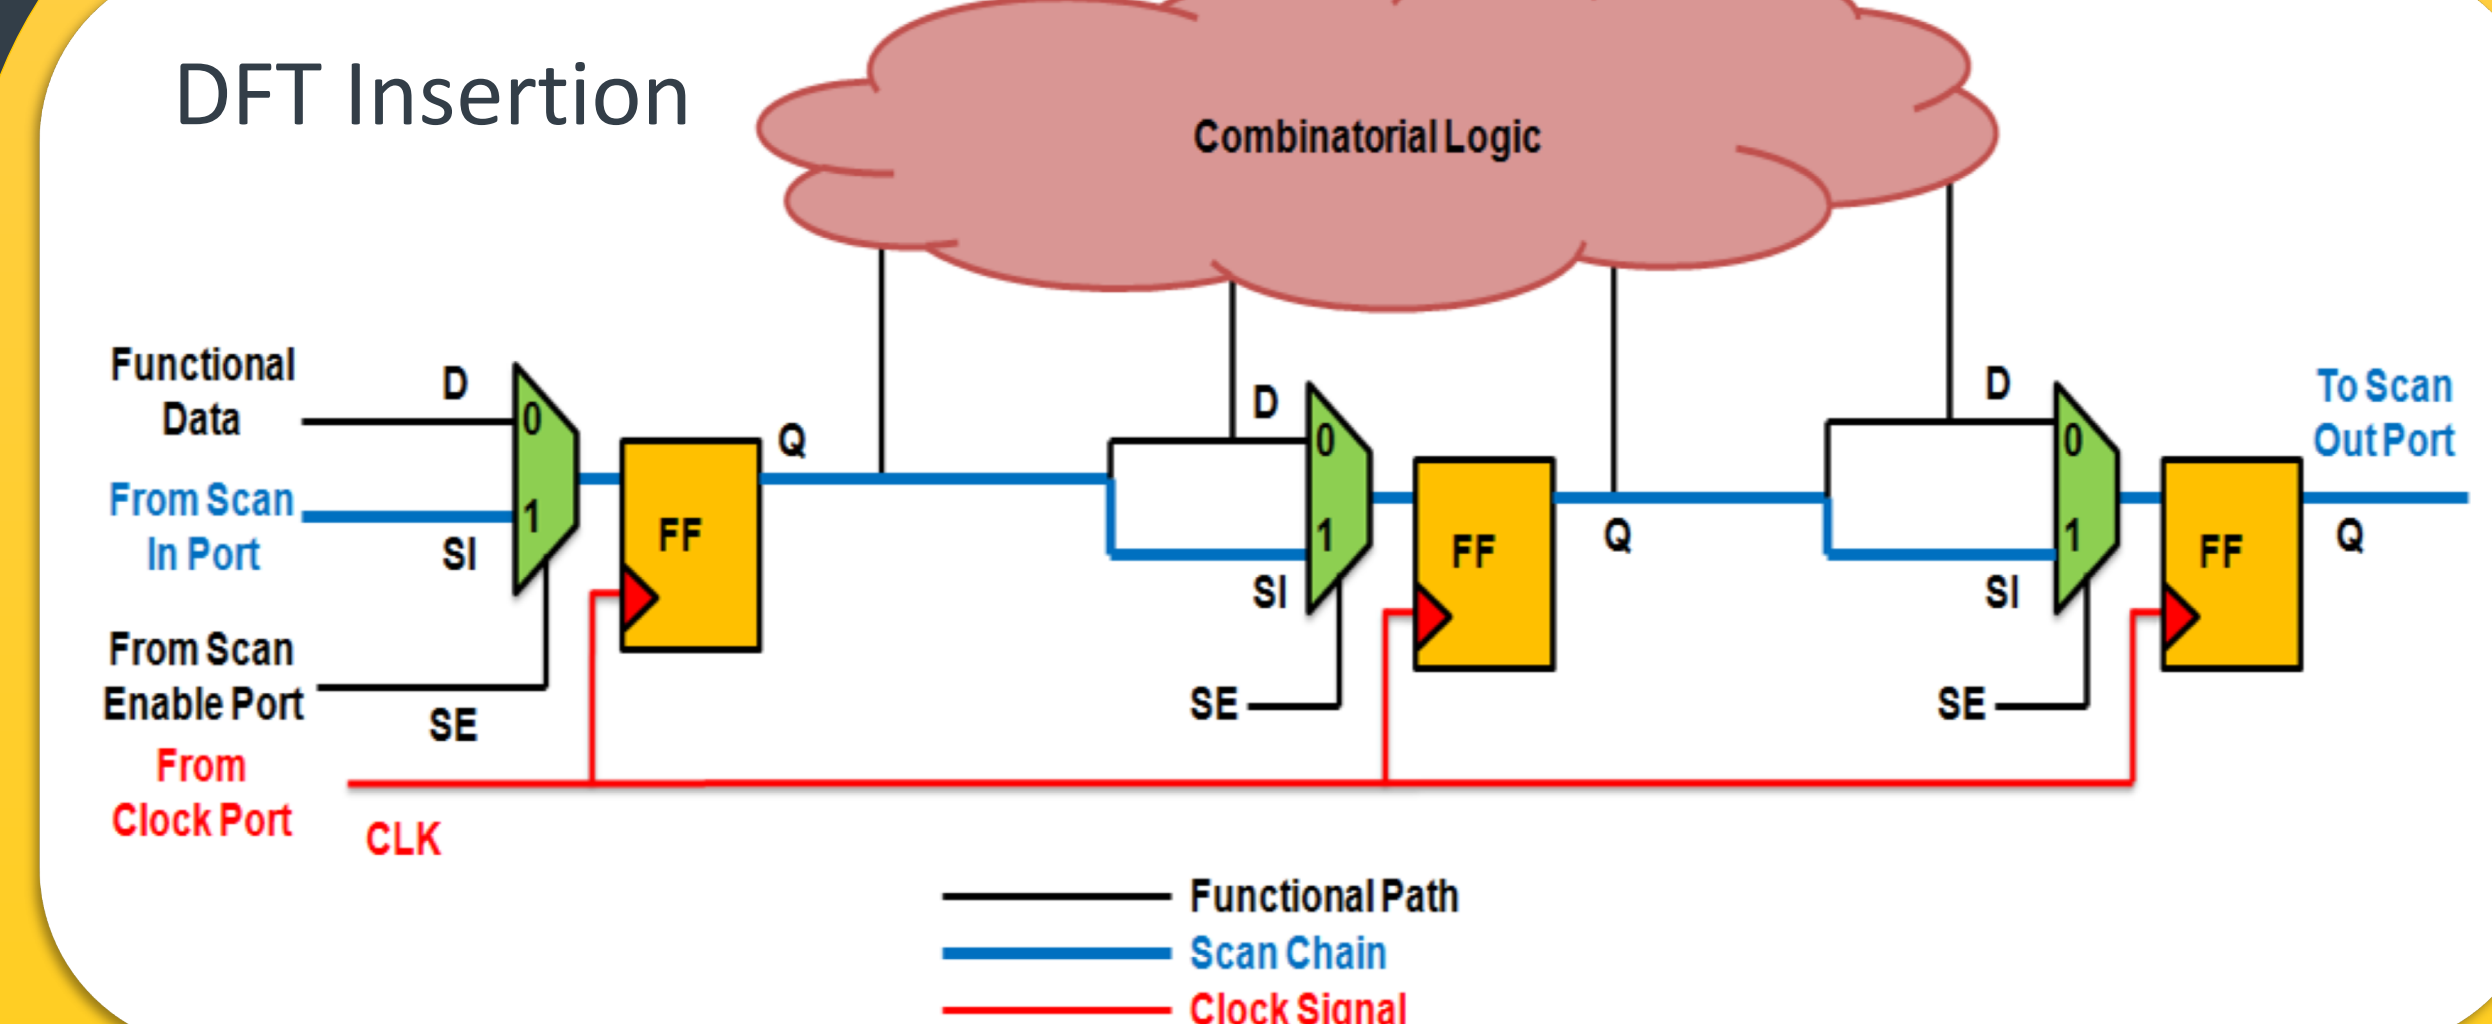 DFT Insertion
Combinatorial Logic
Functional
Data
D
0
From Scan
In Port
1
SI
From Scan
Enable Port
SE
From
Clock Port
CLK
FF
Q
D
0
1
SI
SE
FF
Q
D
0
1
SI
SE
FF
To Scan
Out Port
Q
Functional Path
Scan Chain
Clock Signal